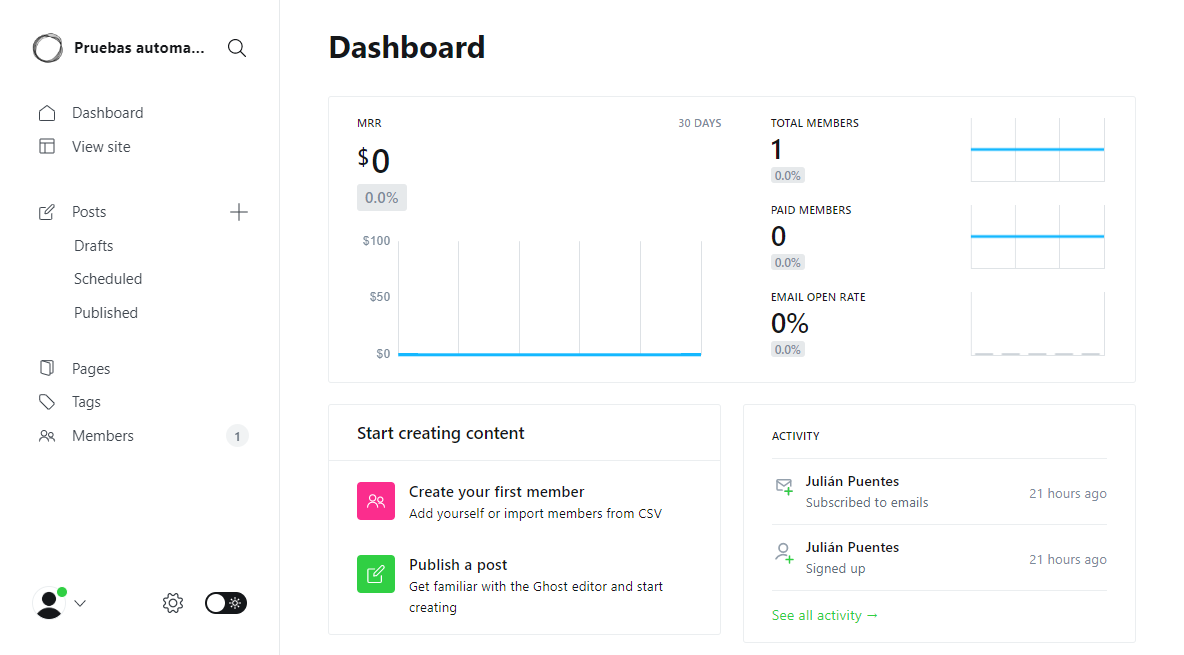 Pruebas automa...
Dashboard
View site
Posts
Drafts
Scheduled
Published
Pages
Tags
Members
1
Dashboard
MRR
30 DAYS
$0
0.0%
$100
$50
$0
TOTAL MEMBERS
1
0.0%
PAID MEMBERS
0
0.0%
EMAIL OPEN RATE
0%
0.0%
Start creating content
Create your first member
Add yourself or import members from CSV
Publish a post
Get familiar with the Ghost editor and start
creating
ACTIVITY
Julián Puentes
Subscribed to emails
21 hours ago
Julián Puentes
Signed up
21 hours ago
See all activity →